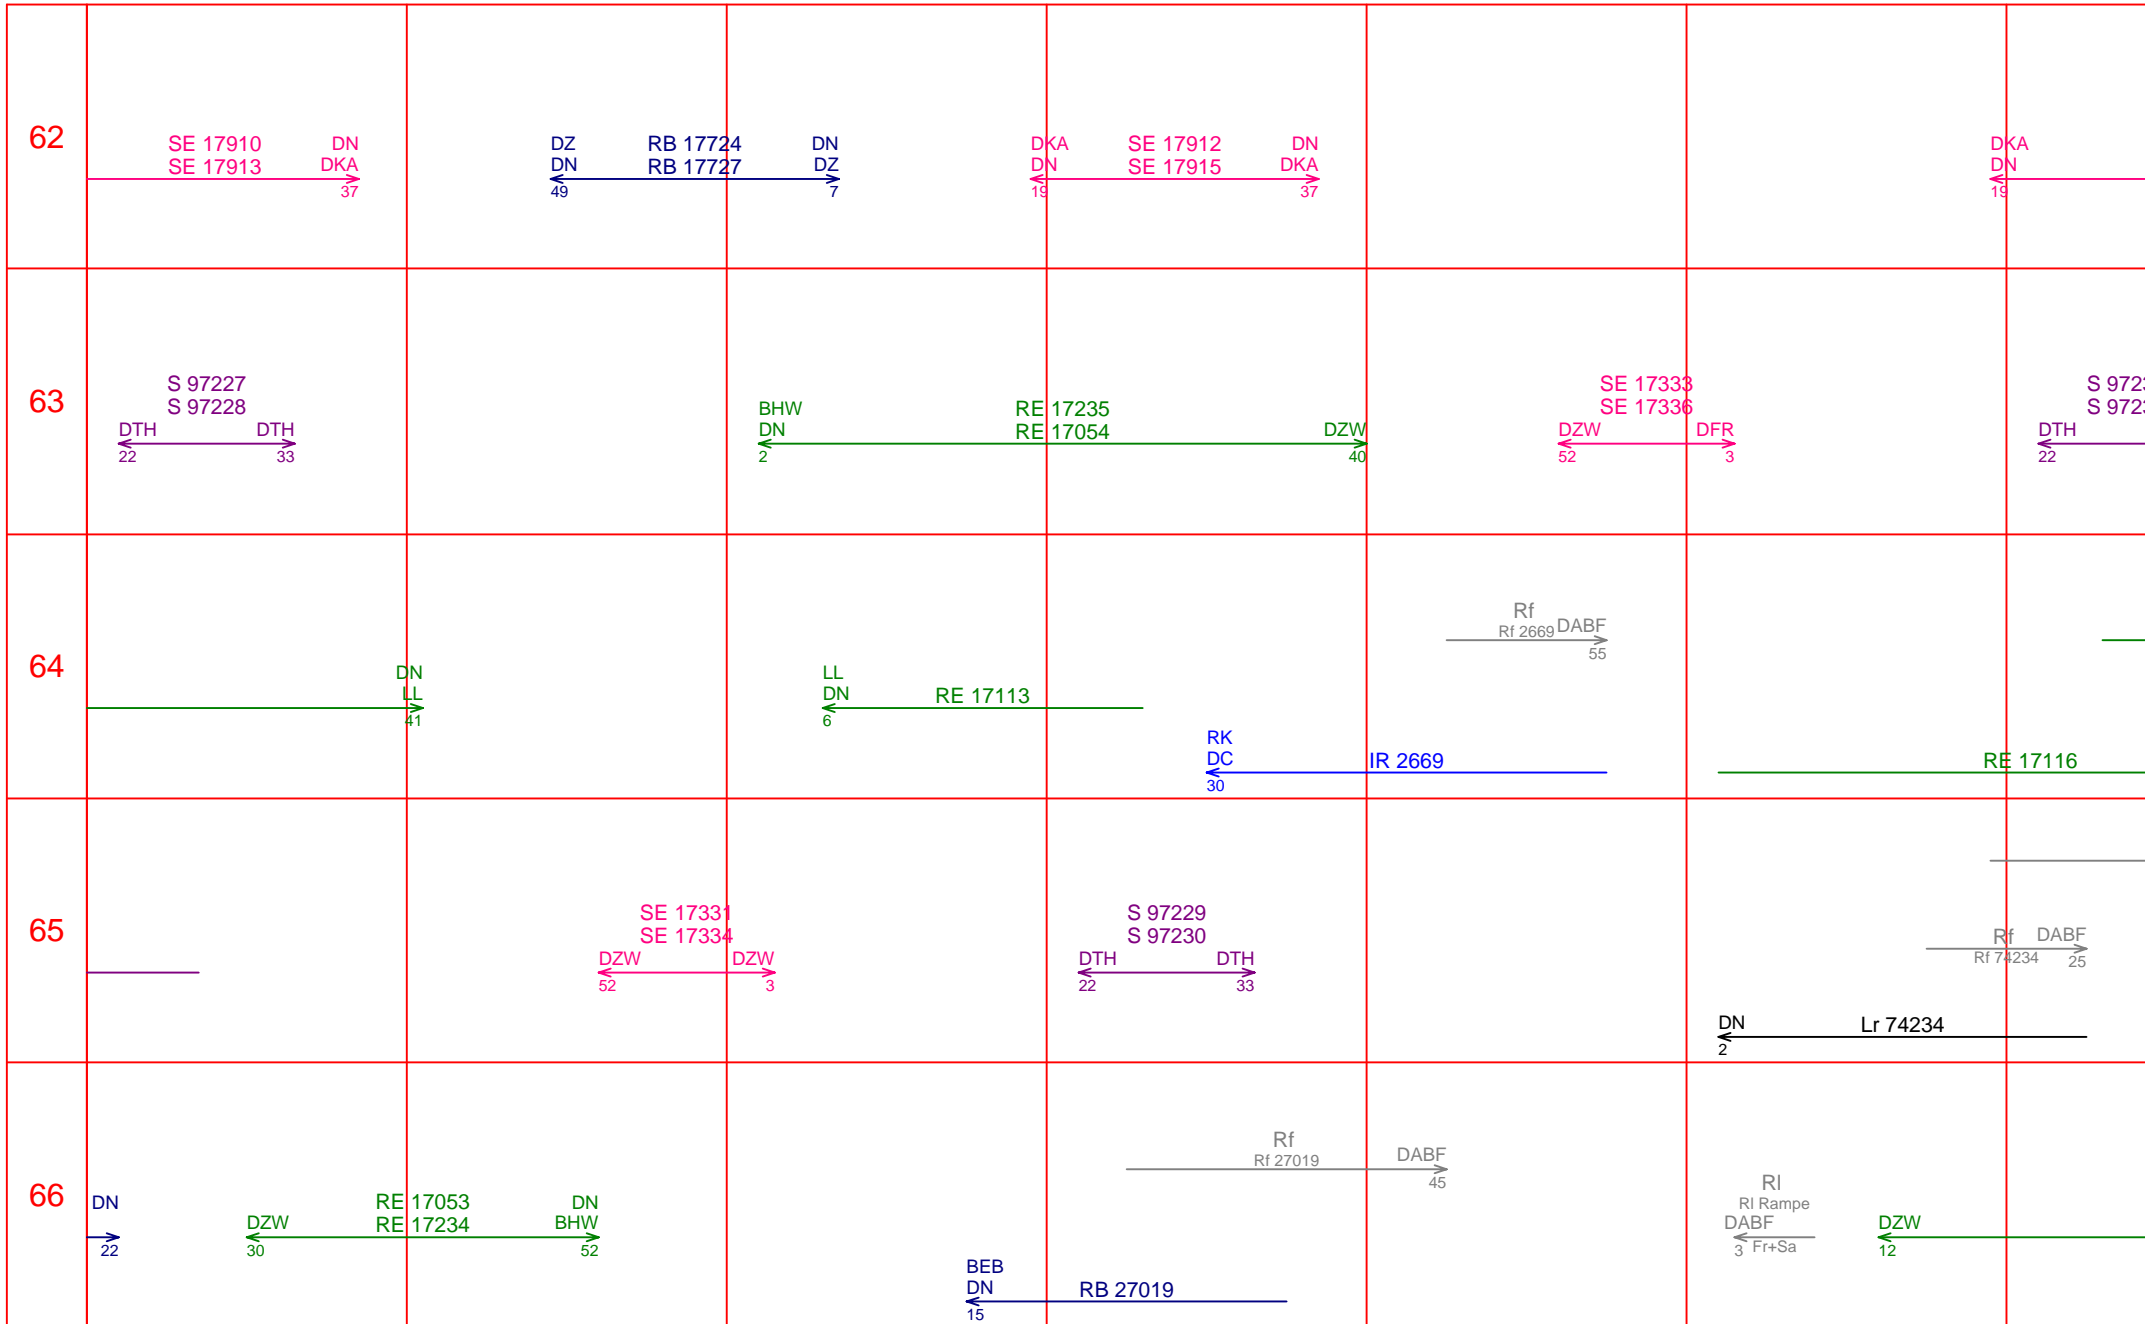 62
SE 17910 DN
SE 17913 DKA
37
DZ RB 17724 DN
DN RB 17727 DZ
49 7
DKA SE 17912 DN
DN SE 17915 DKA
19 37
DKA
DN
19
63
S 97227
S 97228
DTH DTH
22 33
BHW RE 17235
DN RE 17054 DZW
2 40
SE 17333
SE 17336
DZW DFR
52 3
S 9723
S 9723
DTH
22
64
DN
LL
41
LL
DN RE 17113
6
RK
DC IR 2669
30
Rf
Rf 2669 DABF
55
RE 17116
65
SE 17331
SE 17334
DZW DZW
52 3
S 97229
S 97230
DTH DTH
22 33
Rf DABF
Rf 74234 25
DN Lr 74234
2
66
DN
22
RE 17053 DN
DZW RE 17234 BHW
30 52
BEB
DN RB 27019
15
Rf
Rf 27019 DABF
45
Rl
Rl Rampe
DABF
3 Fr+Sa
DZW
12